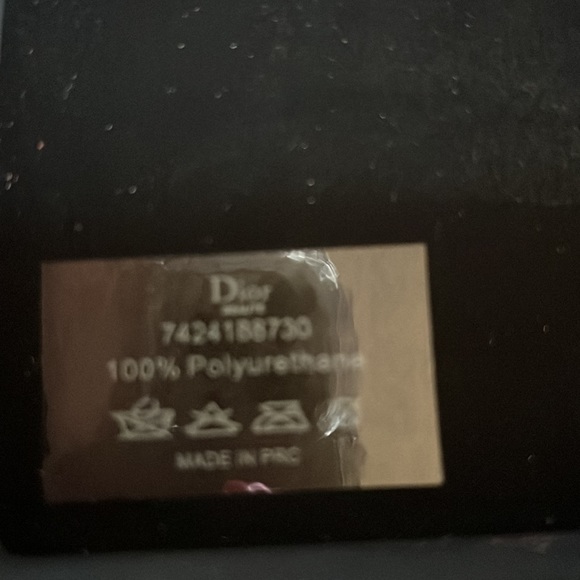 Dior
7424188730
100% Polyurethane
MADE IN PRC